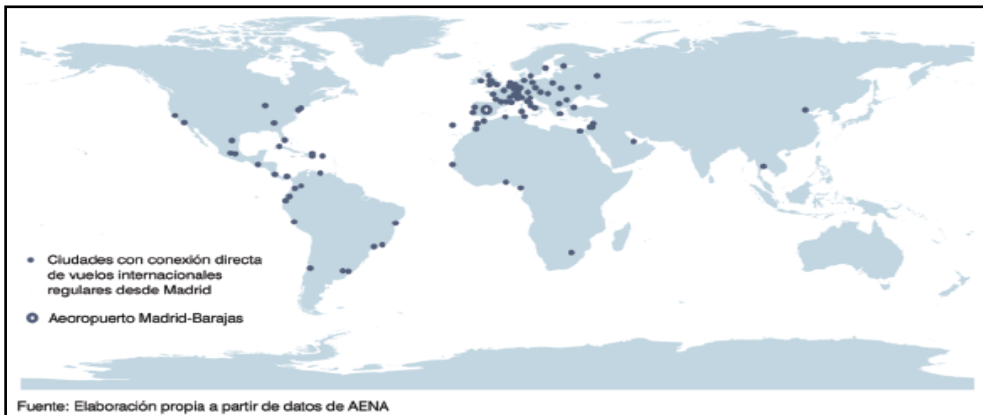 Ciudades con conexión directa
de vuelos internacionales
regulares desde Madrid
Aeoropuerto Madrid-Barajas
Fuente: Elaboración propia a partir de datos de AENA